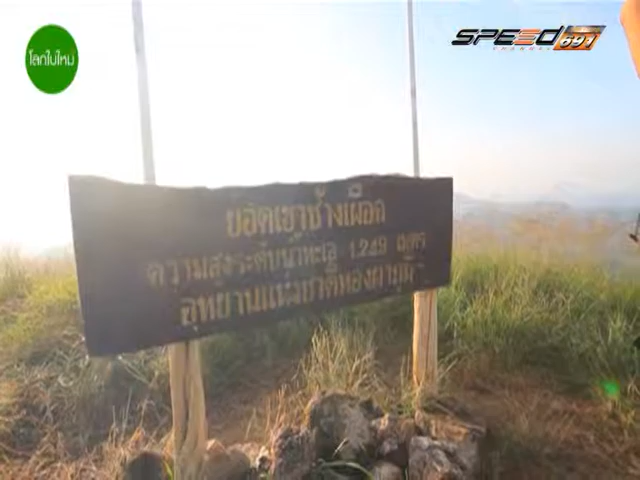 โลกใบใหม่
SPEED
CHANNEL
ยอดเขาช้างเผือก
ความสูงระดับน้ำทะเล 1,249 เมตร
อุทยานแห่งชาติทองผาภูมิ